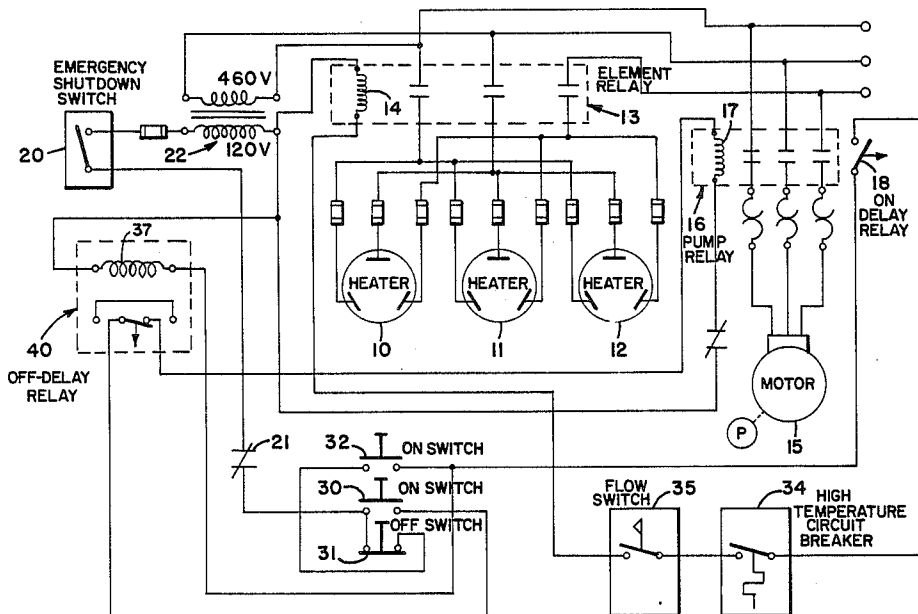 EMERGENCY
SHUTDOWN
SWITCH
20
460V
22
120V
14
ELEMENT
RELAY
13
17
18
ON
DELAY
RELAY
16
PUMP
RELAY
37
40
OFF-DELAY
RELAY
HEATER
HEATER
HEATER
10
11
12
MOTOR
P
15
21
32
ON SWITCH
30
ON SWITCH
OFF SWITCH
31
FLOW
SWITCH
35
34
HIGH
TEMPERATURE
CIRCUIT
BREAKER